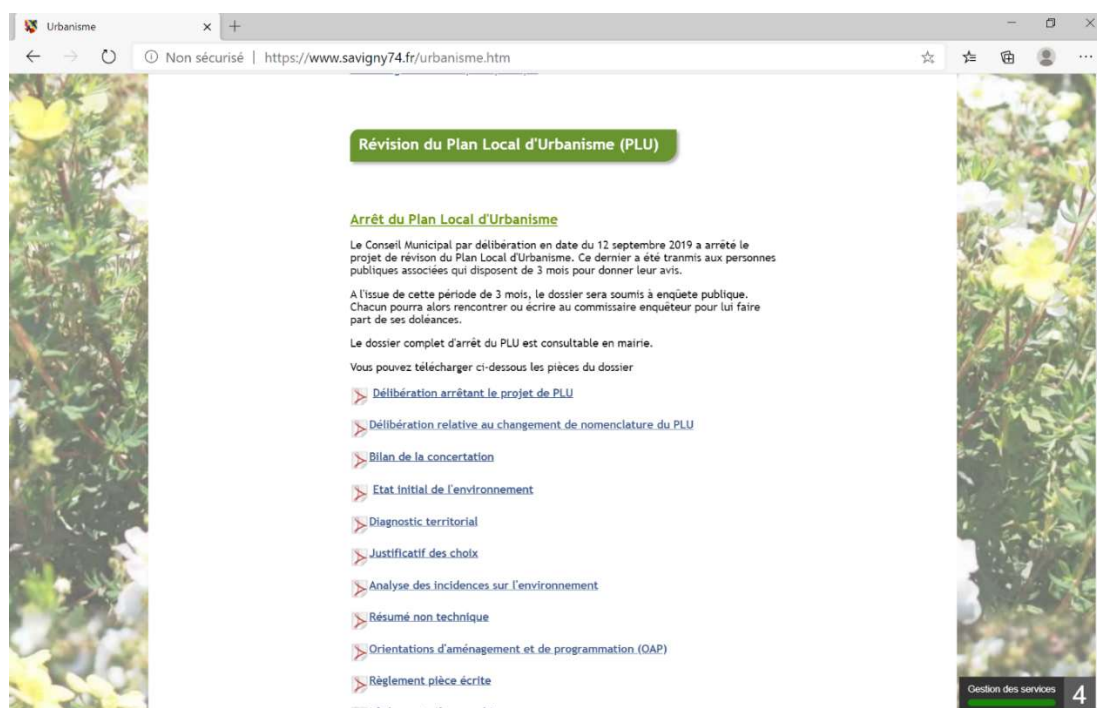 Urbanisme
Non sécurisé | https://www.savigny74.fr/urbanisme.htm
Révision du Plan Local d'Urbanisme (PLU)
Arrêt du Plan Local d'Urbanisme
Le Conseil Municipal par délibération en date du 12 septembre 2019 a arrêté le
projet de révison du Plan Local d'Urbanisme. Ce dernier a été tranmis aux personnes
publiques associées qui disposent de 3 mois pour donner leur avis.
A l'issue de cette période de 3 mois, le dossier sera soumis à enqüete publique.
Chacun pourra alors rencontrer ou écrire au commissaire enquêteur pour lui faire
part de ses doléances.
Le dossier complet d'arrêt du PLU est consultable en mairie.
Vous pouvez télécharger ci-dessous les pièces du dossier
Délibération arrêtant le projet de PLU
Délibération relative au changement de nomenclature du PLU
Bilan de la concertation
Etat initial de l'environnement
Diagnostic territorial
Justificatif des choix
Analyse des incidences sur l'environnement
Résumé non technique
Orientations d'aménagement et de programmation (OAP)
Règlement pièce écrite
Gestion des services 4